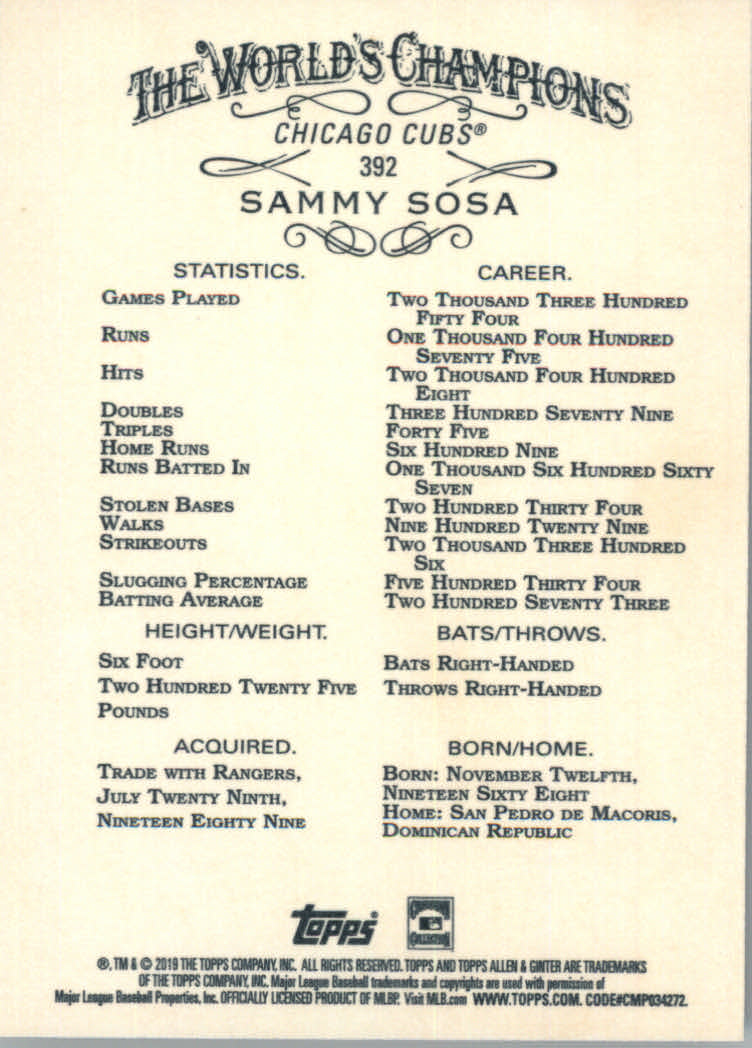 THE WORLD'S CHAMPIONS
CHICAGO CUBS®
392
SAMMY SOSA
STATISTICS.
CAREER.
GAMES PLAYED
TWO THOUSAND THREE HUNDRED
FIFTY FOUR
RUNS
ONE THOUSAND FOUR HUNDRED
SEVENTY FIVE
HITS
TWO THOUSAND FOUR HUNDRED
EIGHT
DOUBLES
THREE HUNDRED SEVENTY NINE
TRIPLES
FORTY FIVE
HOME RUNS
SIX HUNDRED NINE
RUNS BATTED IN
ONE THOUSAND SIX HUNDRED SIXTY
SEVEN
STOLEN BASES
TWO HUNDRED THIRTY FOUR
WALKS
NINE HUNDRED TWENTY NINE
STRIKEOUTS
TWO THOUSAND THREE HUNDRED
SIX
SLUGGING PERCENTAGE
FIVE HUNDRED THIRTY FOUR
BATTING AVERAGE
TWO HUNDRED SEVENTY THREE
HEIGHT/WEIGHT.
SIX FOOT
TWO HUNDRED TWENTY FIVE
POUNDS
BATS/THROWS.
BATS RIGHT-HANDED
THROWS RIGHT-HANDED
ACQUIRED.
TRADE WITH RANGERS,
JULY TWENTY NINTH,
NINETEEN EIGHTY NINE
BORN/HOME.
BORN: NOVEMBER TWELFTH,
NINETEEN SIXTY EIGHT
HOME: SAN PEDRO DE MACORIS,
DOMINICAN REPUBLIC
topps®
COLLECTION
®, TM & © 2019 THE TOPPS COMPANY, INC. ALL RIGHTS RESERVED. TOPPS AND TOPPS ALLEN & GINTER ARE TRADEMARKS
OF THE TOPPS COMPANY, INC. Major League Baseball trademarks and copyrights are used with permission of
Major League Baseball Properties, Inc. OFFICIALLY LICENSED PRODUCT OF MLBP. Visit MLB.com WWW.TOPPS.COM. CODE#CMP034272.